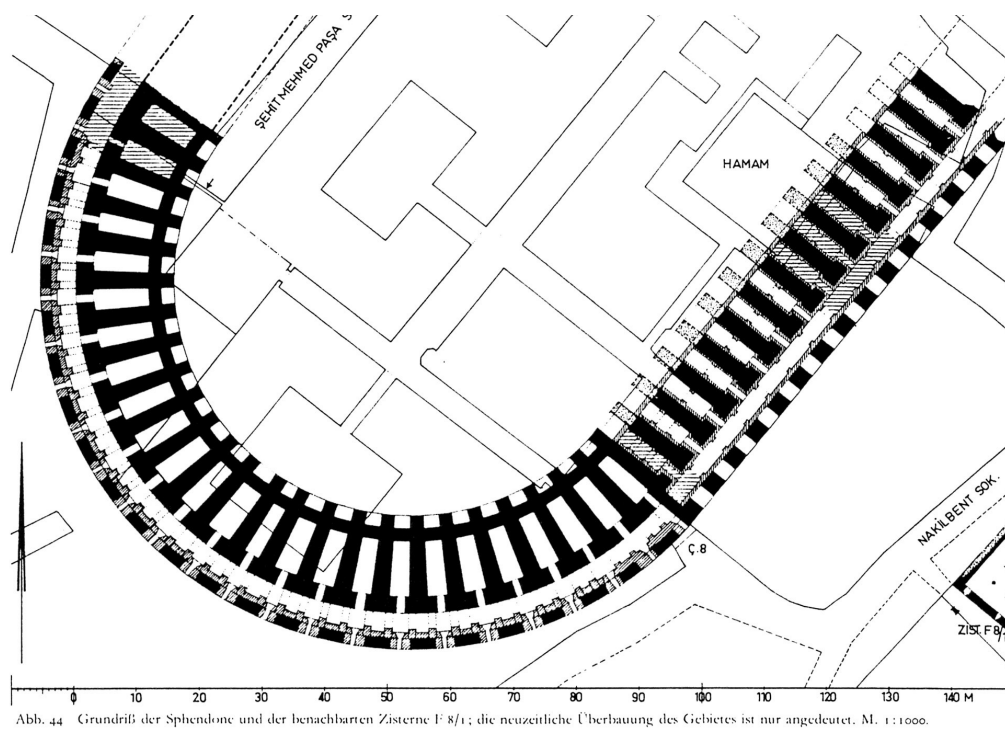 ŞEHİT MEHMED PAŞA S
HAMAM
Ç.8
NAKİLBENT SOK.
ZİST. F 8/
0 10 20 30 40 50 60 70 80 90 100 110 120 130 140 M
Abb. 44 Grundriß der Sphendone und der benachbarten Zisterne F 8/1; die neuzeitliche Überbauung des Gebietes ist nur angedeutet. M. 1:1000.